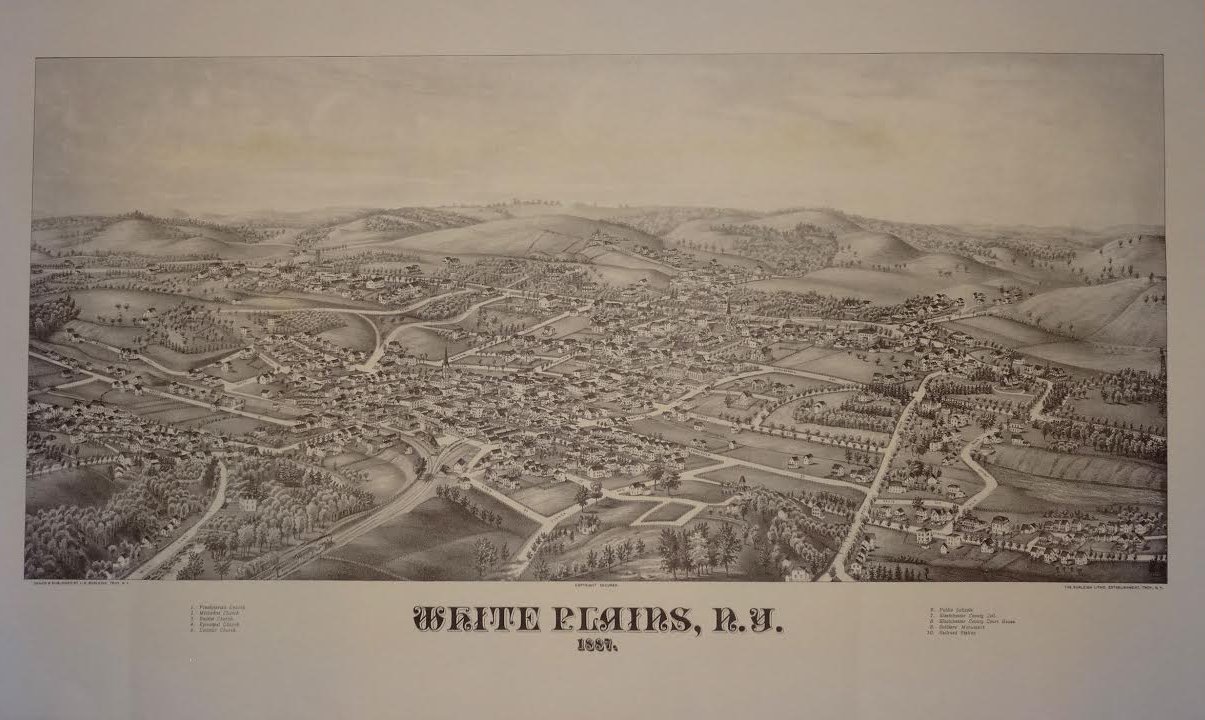 DRAWN & PUBLISHED BY L.R. BURLEIGH, TROY, N.Y.
COPYRIGHT SECURED.
THE BURLEIGH LITHO. ESTABLISHMENT, TROY, N.Y.
WHITE PLAINS, N.Y.
1887.
1. Presbyterian Church
2. Methodist Church
3. Baptist Church
4. Episcopal Church
5. Catholic Church
6. Public Schools
7. Westchester County Jail
8. Westchester County Court House
9. Soldiers Monument
10. Railroad Station